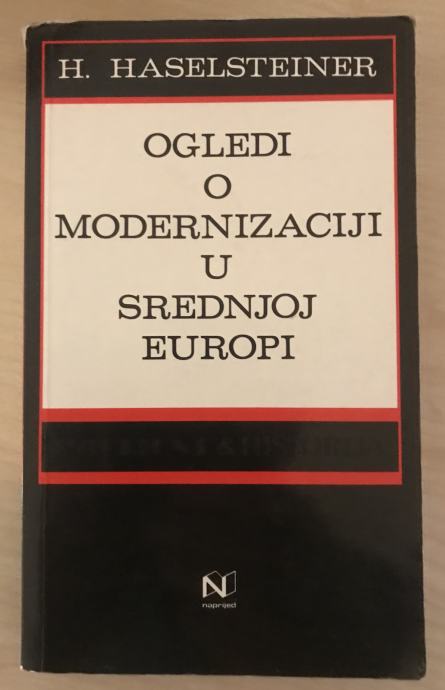 H. HASELSTEINER
OGLEDI
O
MODERNIZACIJI
U
SREDNJOJ
EUROPI
N
naprijed